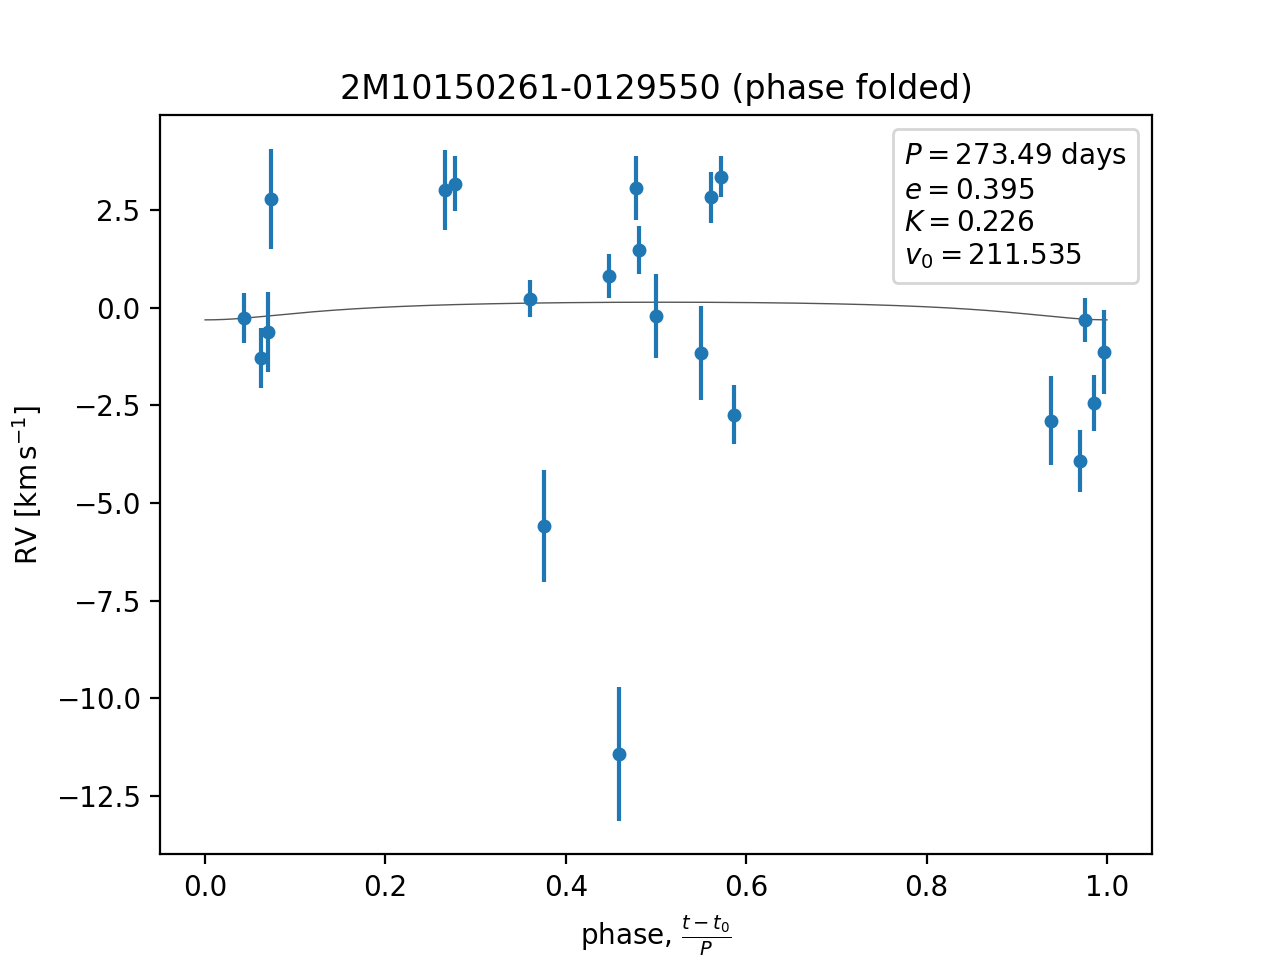 2M10150261-0129550 (phase folded)
P = 273.49 days
e = 0.395
K = 0.226
v₀ = 211.535
2.5
0.0
−2.5
−5.0
−7.5
−10.0
−12.5
RV [km s⁻¹]
0.0 0.2 0.4 0.6 0.8 1.0
phase, (t − t₀)/P